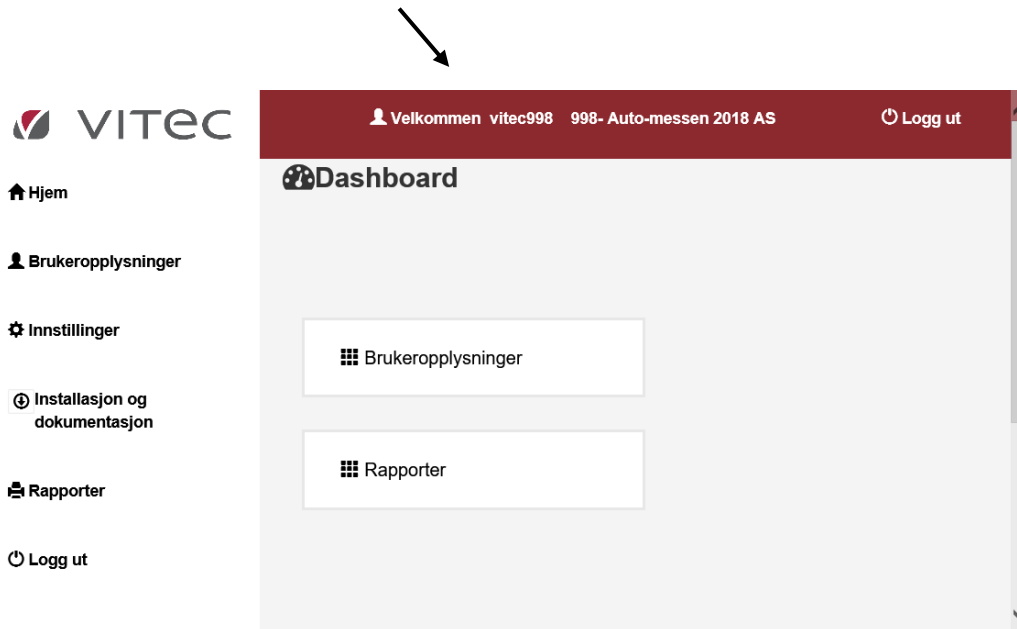 VITEC
Velkommen vitec998 998- Auto-messen 2018 AS
Logg ut
Hjem
Brukeropplysninger
Innstillinger
Installasjon og
dokumentasjon
Rapporter
Logg ut
Dashboard
Brukeropplysninger
Rapporter